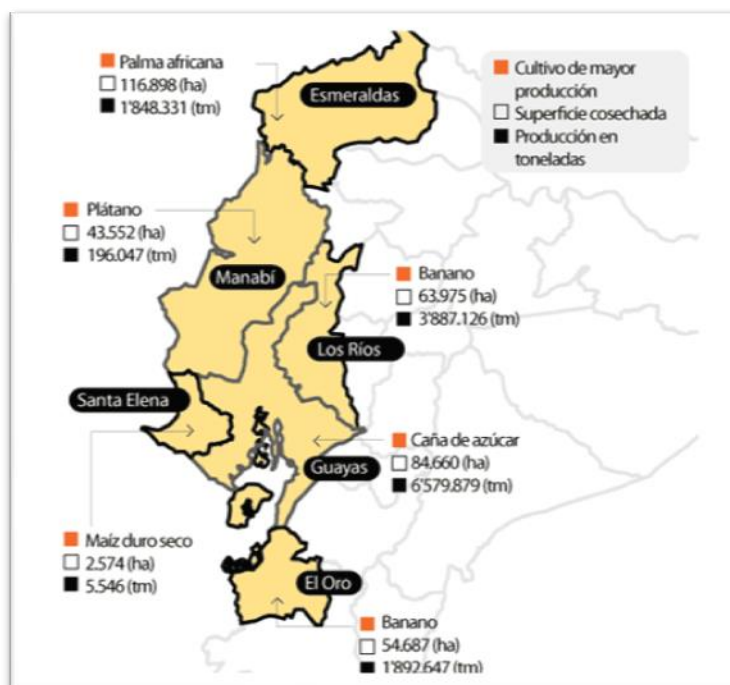 Palma africana
116.898 (ha)
1'848.331 (tm)
Esmeraldas
Cultivo de mayor
producción
Superficie cosechada
Producción en
toneladas
Plátano
43.552 (ha)
196.047 (tm)
Manabí
Banano
63.975 (ha)
3'887.126 (tm)
Los Ríos
Santa Elena
Caña de azúcar
84.660 (ha)
6'579.879 (tm)
Guayas
Maíz duro seco
2.574 (ha)
5.546 (tm)
El Oro
Banano
54.687 (ha)
1'892.647 (tm)